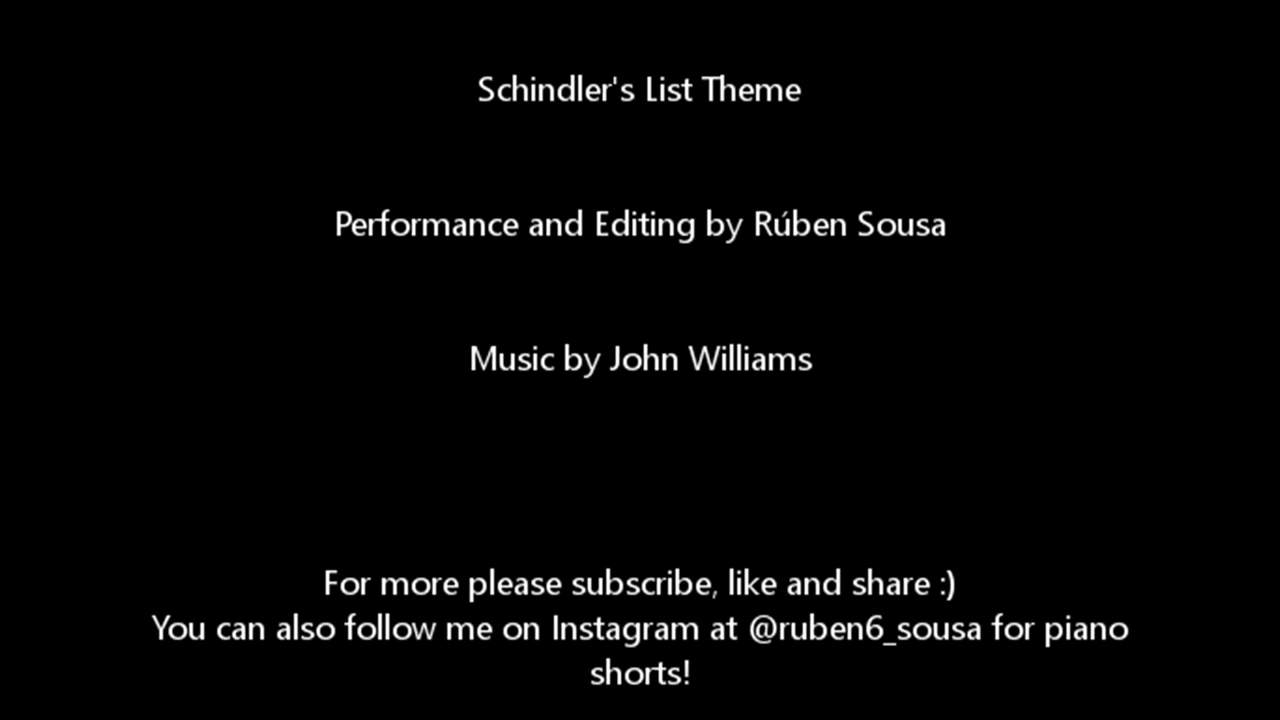 Schindler's List Theme
Performance and Editing by Rúben Sousa
Music by John Williams
For more please subscribe, like and share :)
You can also follow me on Instagram at @ruben6_sousa for piano
shorts!